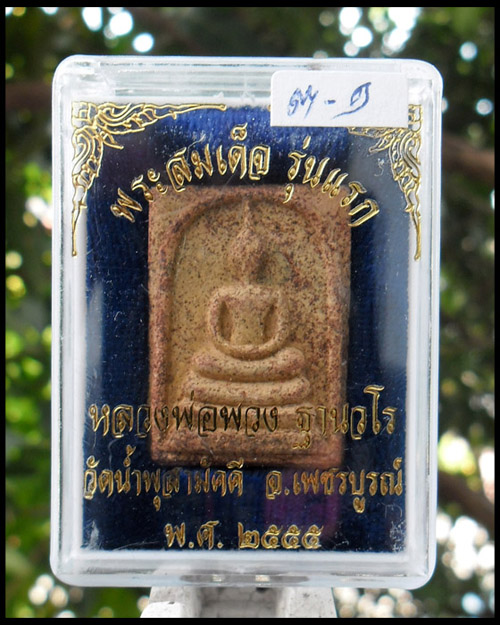 พระสมเด็จ รุ่นแรก
หลวงพ่อพวง ฐานวโร
วัดน้ำพุสามัคคี อ.เพชรบูรณ์
พ.ศ. ๒๕๕๕